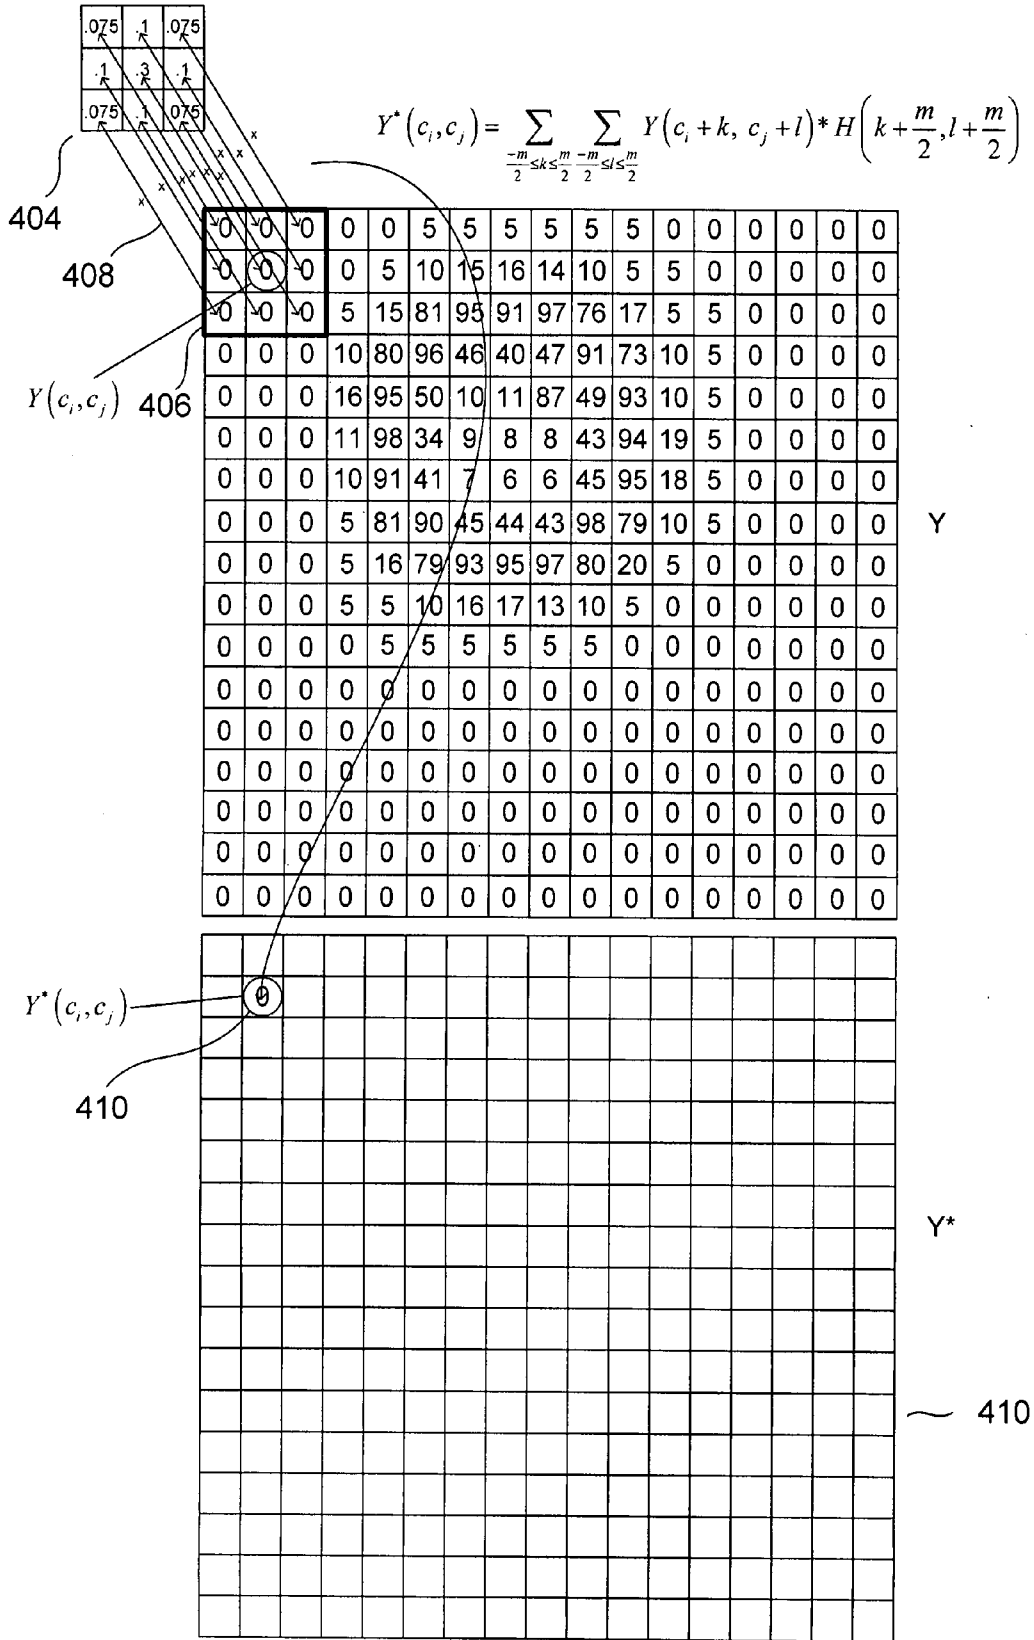 .075 .1 .075
.1 .3 .1
.075 .1 .075
404
x
x x
x x x x x
x
x
408
Y*(c_i, c_j) = ∑_{-m/2≤k≤m/2} ∑_{-m/2≤l≤m/2} Y(c_i + k, c_j + l) * H(k + m/2, l + m/2)
0 0 0 0 0 5 5 5 5 5 5 0 0 0 0 0 0
0 0 0 0 5 10 15 16 14 10 5 5 0 0 0 0 0
0 0 0 5 15 81 95 91 97 76 17 5 5 0 0 0 0
0 0 0 10 80 96 46 40 47 91 73 10 5 0 0 0 0
0 0 0 16 95 50 10 11 87 49 93 10 5 0 0 0 0
0 0 0 11 98 34 9 8 8 43 94 19 5 0 0 0 0
0 0 0 10 91 41 7 6 6 45 95 18 5 0 0 0 0
0 0 0 5 81 90 45 44 43 98 79 10 5 0 0 0 0
0 0 0 5 16 79 93 95 97 80 20 5 0 0 0 0 0
0 0 0 5 5 10 16 17 13 10 5 0 0 0 0 0 0
0 0 0 0 5 5 5 5 5 5 0 0 0 0 0 0 0
0 0 0 0 0 0 0 0 0 0 0 0 0 0 0 0 0
0 0 0 0 0 0 0 0 0 0 0 0 0 0 0 0 0
0 0 0 0 0 0 0 0 0 0 0 0 0 0 0 0 0
0 0 0 0 0 0 0 0 0 0 0 0 0 0 0 0 0
0 0 0 0 0 0 0 0 0 0 0 0 0 0 0 0 0
0 0 0 0 0 0 0 0 0 0 0 0 0 0 0 0 0
Y(c_i, c_j)
406
Y
Y*(c_i, c_j)
0
410
Y*
410